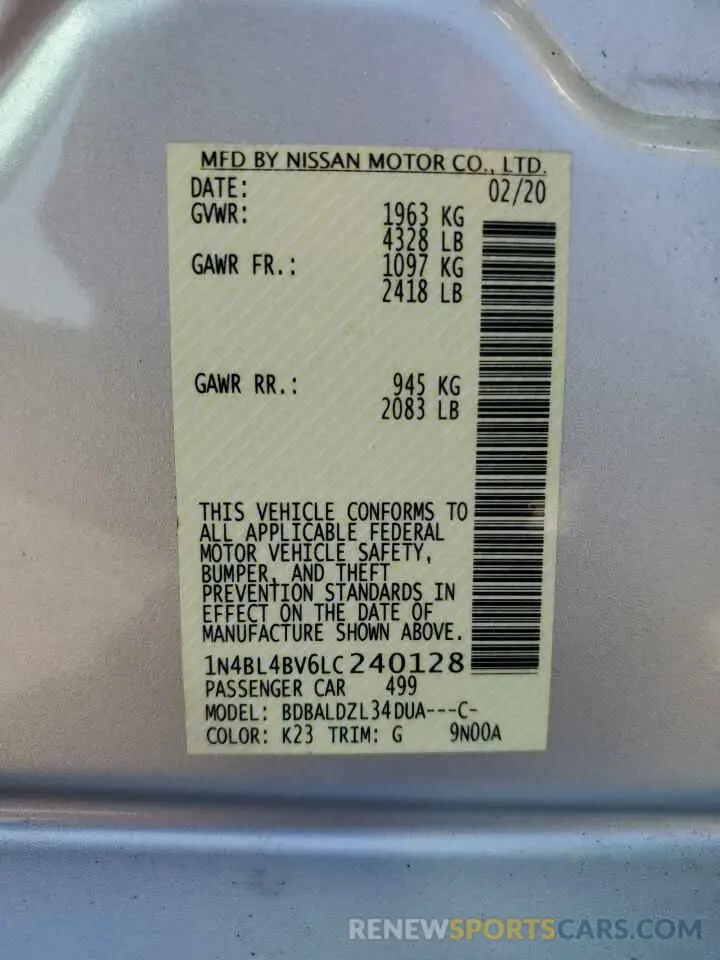 MFD BY NISSAN MOTOR CO., LTD.
DATE: 02/20
GVWR: 1963 KG
4328 LB
GAWR FR.: 1097 KG
2418 LB
GAWR RR.: 945 KG
2083 LB
THIS VEHICLE CONFORMS TO
ALL APPLICABLE FEDERAL
MOTOR VEHICLE SAFETY,
BUMPER, AND THEFT
PREVENTION STANDARDS IN
EFFECT ON THE DATE OF
MANUFACTURE SHOWN ABOVE.
1N4BL4BV6LC240128
PASSENGER CAR 499
MODEL: BDBALDZL34DUA---C-
COLOR: K23 TRIM: G 9N00A
RENEWSPORTSCARS.COM